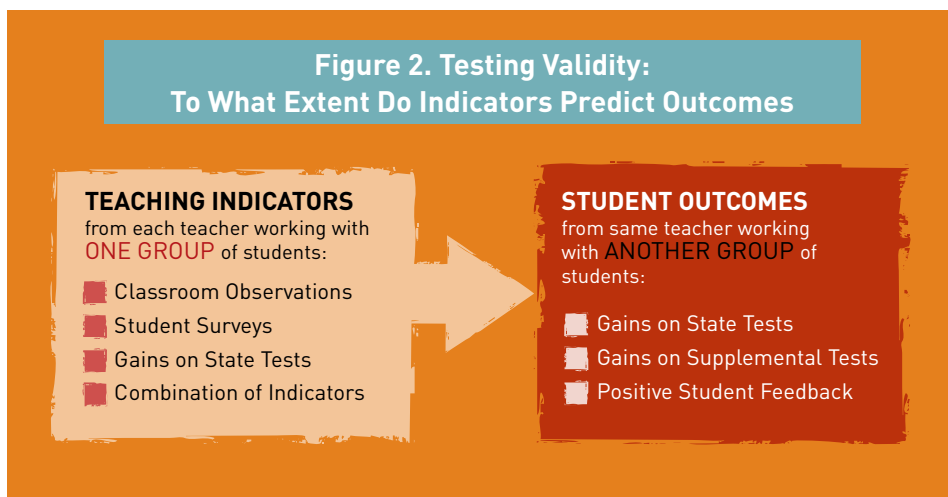 Figure 2. Testing Validity:
To What Extent Do Indicators Predict Outcomes
TEACHING INDICATORS
from each teacher working with
ONE GROUP of students:
Classroom Observations
Student Surveys
Gains on State Tests
Combination of Indicators
STUDENT OUTCOMES
from same teacher working
with ANOTHER GROUP of
students:
Gains on State Tests
Gains on Supplemental Tests
Positive Student Feedback